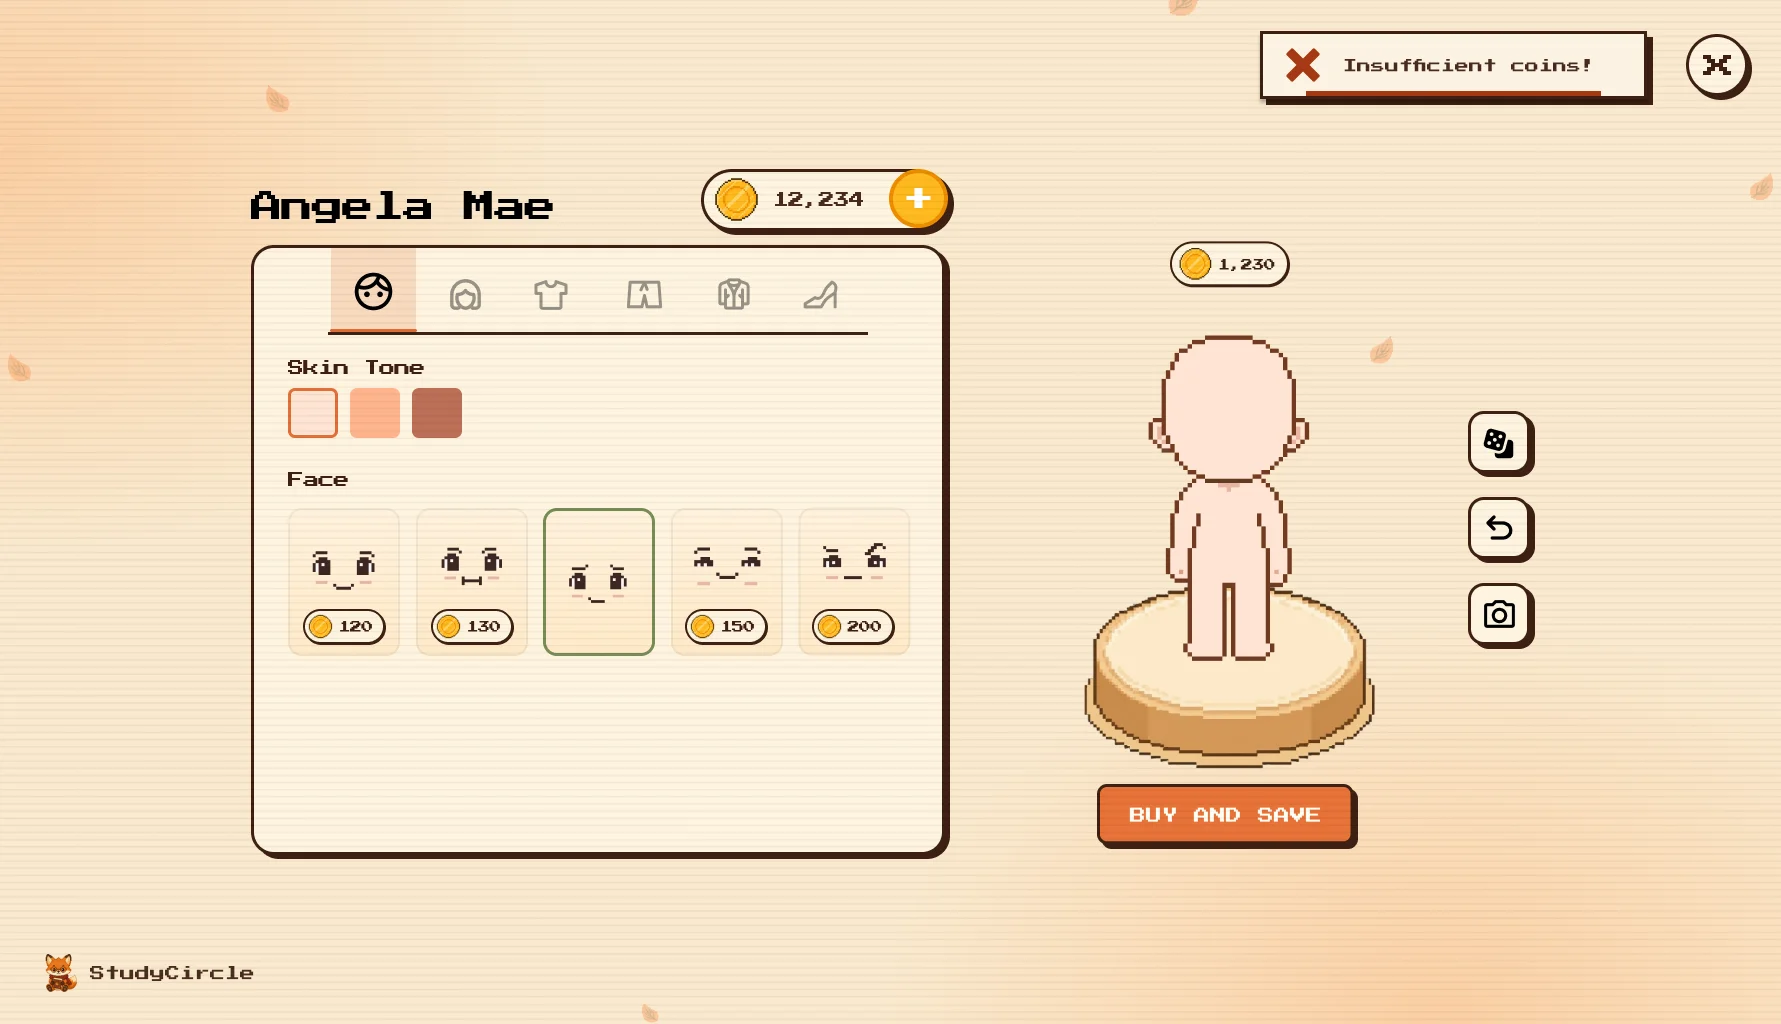 Insufficient coins!
Angela Mae
12,234
1,230
Skin Tone
Face
120
130
150
200
BUY AND SAVE
StudyCircle